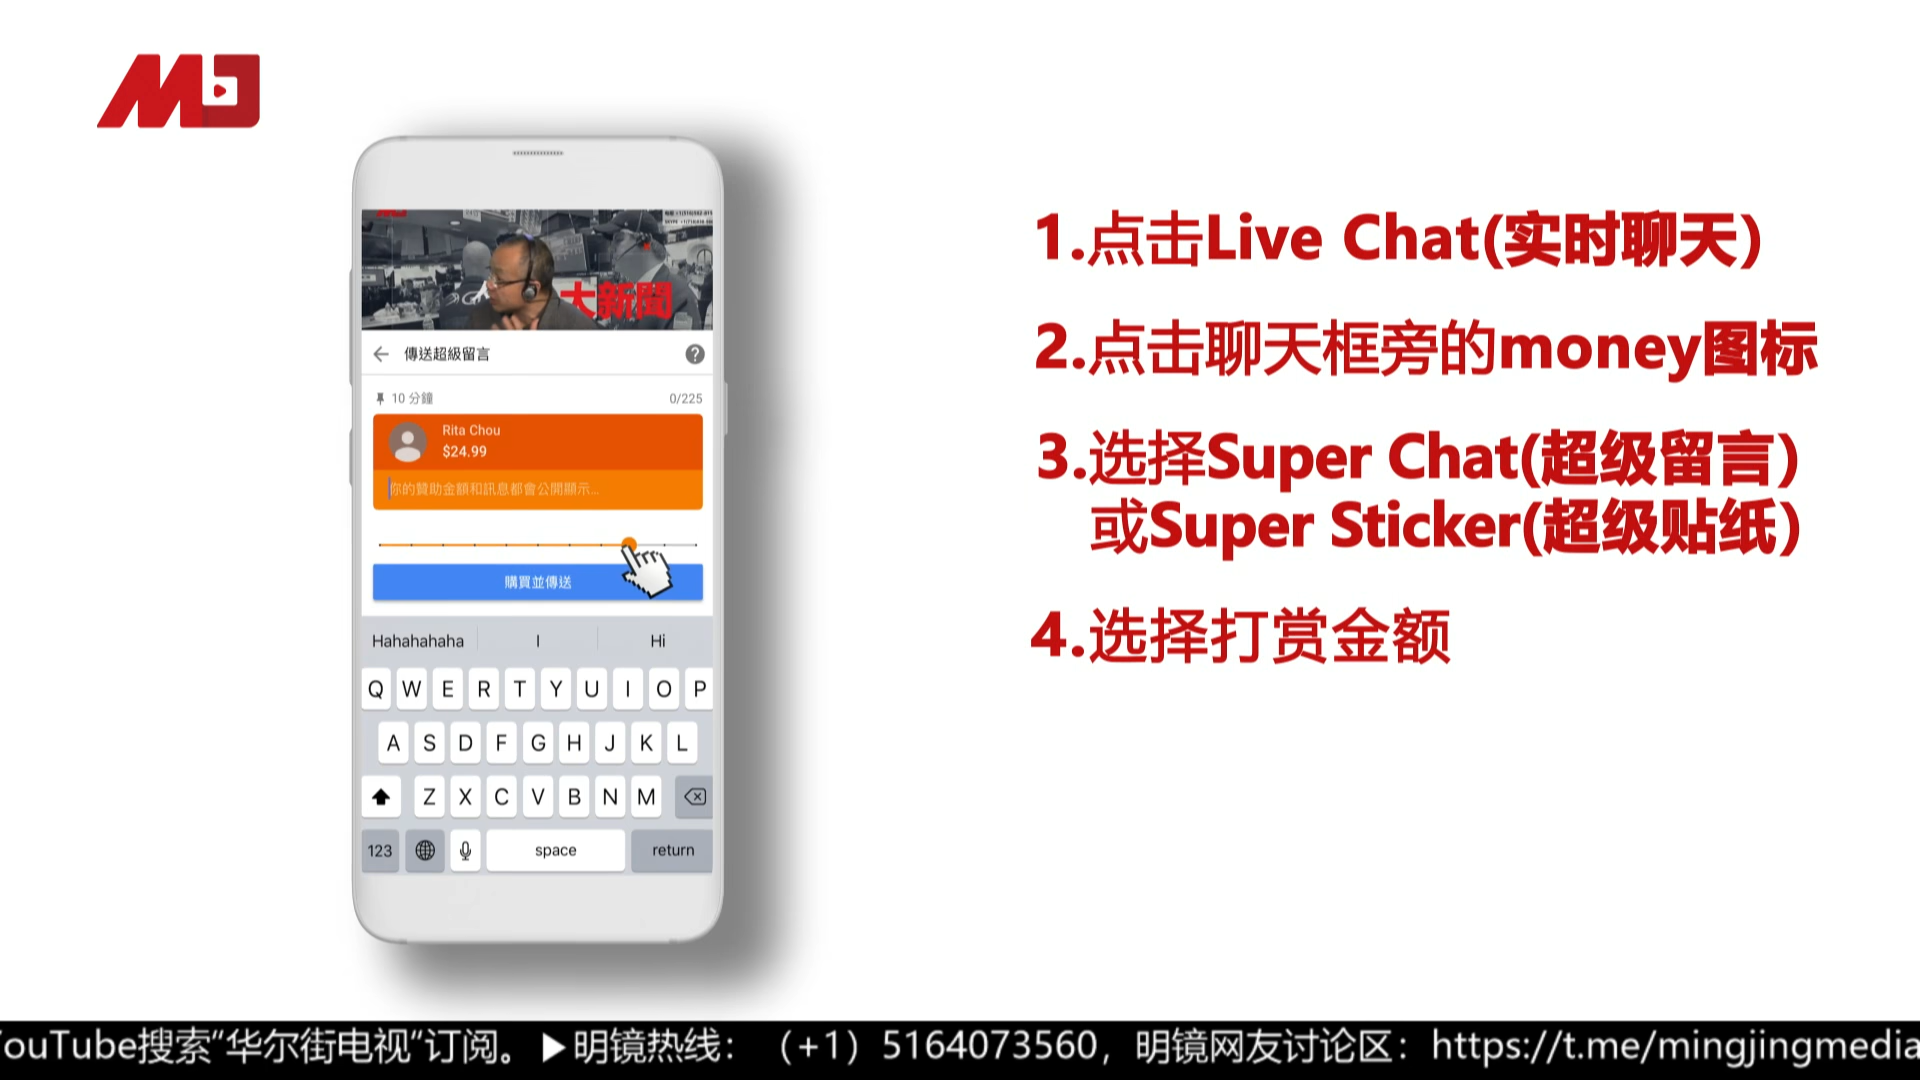 MJ
大新聞
傳送超級留言
10 分鐘
0/225
Rita Chou
$24.99
你的贊助金額和訊息都會公開顯示...
購買並傳送
Hahahahaha
I
Hi
Q W E R T Y U I O P
A S D F G H J K L
Z X C V B N M
123
space
return
1.点击Live Chat(实时聊天)
2.点击聊天框旁的money图标
3.选择Super Chat(超级留言)
或Super Sticker(超级贴纸)
4.选择打赏金额
YouTube搜索“华尔街电视“订阅。▶明镜热线：（+1）5164073560，明镜网友讨论区：https://t.me/mingjingmedia